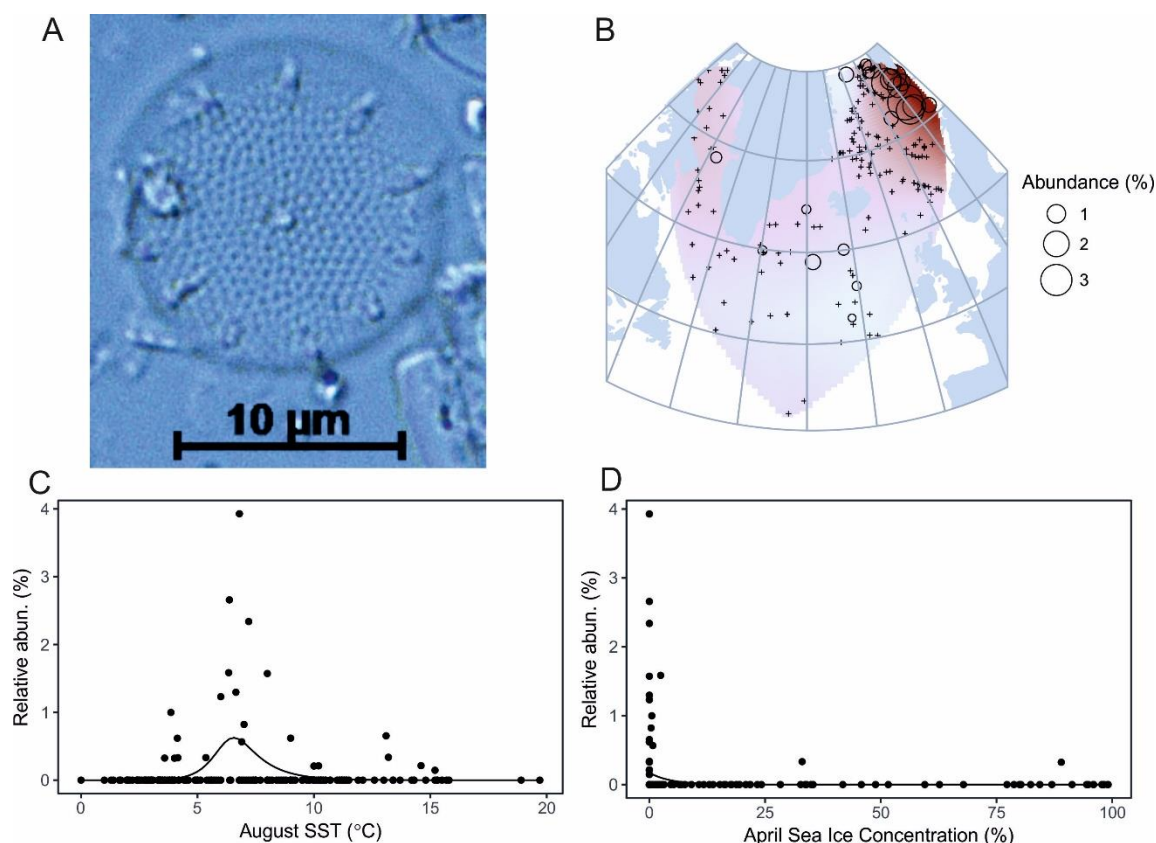 A
10 µm
B
Abundance (%)
1
2
3
C
4
3
2
1
0
Relative abun. (%)
0
5
10
15
20
August SST (°C)
D
4
3
2
1
0
Relative abun. (%)
0
25
50
75
100
April Sea Ice Concentration (%)